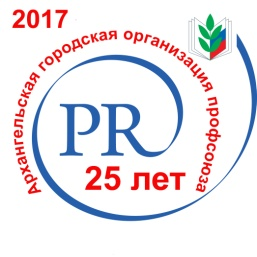 2017
Архангельская городская организация профсоюза
PR
25 лет